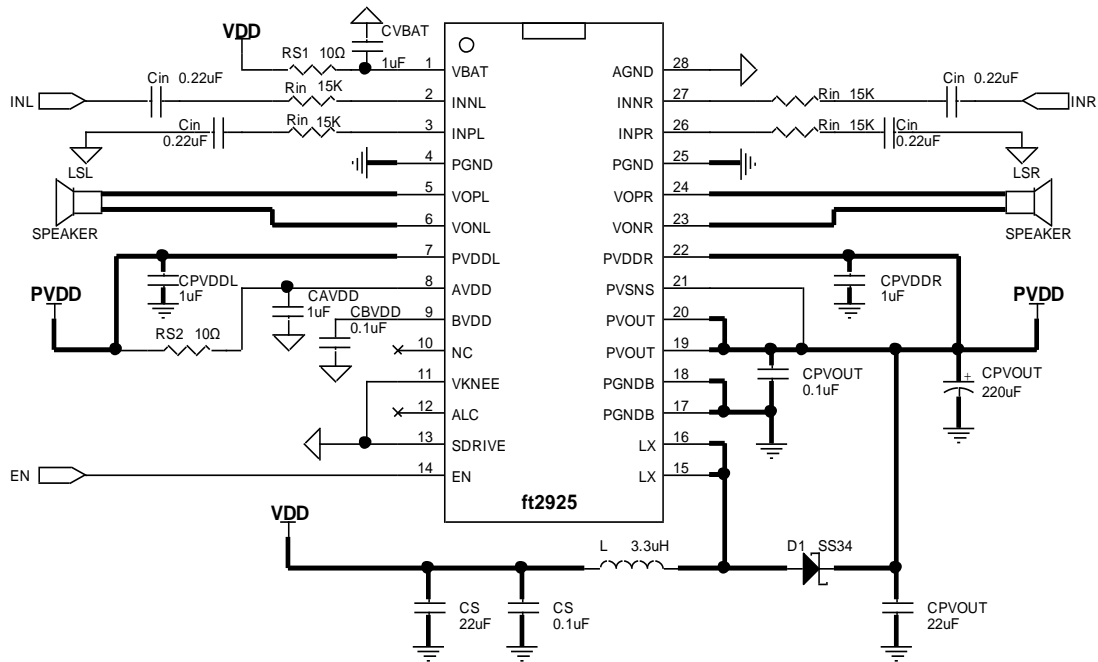 CVBAT
1uF
VDD
RS1 10Ω
1 VBAT
AGND 28
Cin 0.22uF
Rin 15K
INL
2 INNL
INNR 27
Rin 15K
Cin 0.22uF
INR
Cin
0.22uF
Rin 15K
3 INPL
INPR 26
Cin
0.22uF
4 PGND
PGND 25
LSL
SPEAKER
5 VOPL
VOPR 24
LSR
SPEAKER
6 VONL
VONR 23
7 PVDDL
PVDDR 22
CPVDDL
1uF
CPVDDR
1uF
PVDD
8 AVDD
PVSNS 21
PVDD
CAVDD
1uF
RS2 10Ω
CBVDD
0.1uF
9 BVDD
PVOUT 20
10 NC
PVOUT 19
CPVOUT
0.1uF
+
CPVOUT
220uF
11 VKNEE
PGNDB 18
12 ALC
PGNDB 17
13 SDRIVE
LX 16
EN
14 EN
LX 15
ft2925
VDD
L 3.3uH
D1 SS34
CS
22uF
CS
0.1uF
CPVOUT
22uF